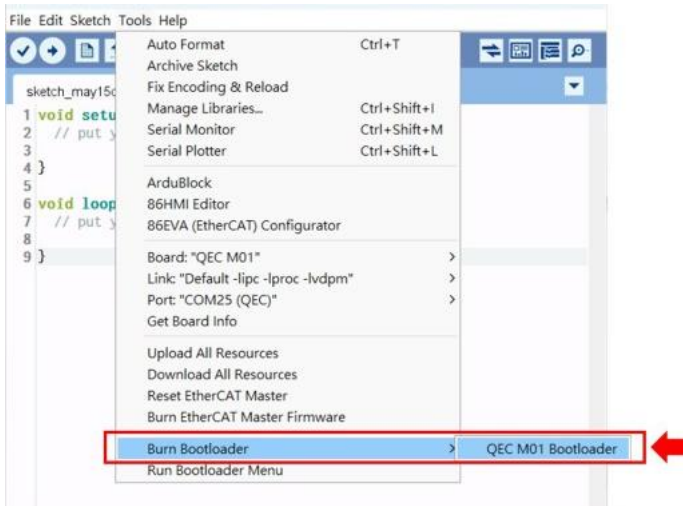 File Edit Sketch Tools Help
sketch_may15c
1 void setu
2 // put y
3
4 }
5
6 void loop
7 // put y
8
9 }
Auto Format Ctrl+T
Archive Sketch
Fix Encoding & Reload
Manage Libraries... Ctrl+Shift+I
Serial Monitor Ctrl+Shift+M
Serial Plotter Ctrl+Shift+L
ArduBlock
86HMI Editor
86EVA (EtherCAT) Configurator
Board: "QEC M01" >
Link: "Default -lipc -lproc -lvdpm" >
Port: "COM25 (QEC)" >
Get Board Info
Upload All Resources
Download All Resources
Reset EtherCAT Master
Burn EtherCAT Master Firmware
Burn Bootloader > QEC M01 Bootloader
Run Bootloader Menu